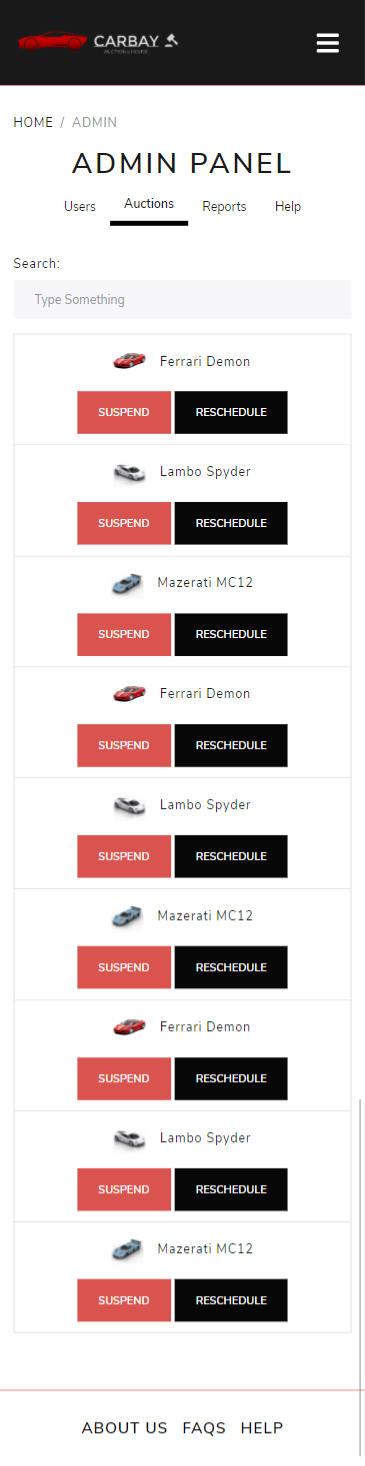 CARBAY
AUCTION HOUSE
HOME / ADMIN
ADMIN PANEL
Users Auctions Reports Help
Search:
Type Something
Ferrari Demon
SUSPEND RESCHEDULE
Lambo Spyder
SUSPEND RESCHEDULE
Mazerati MC12
SUSPEND RESCHEDULE
Ferrari Demon
SUSPEND RESCHEDULE
Lambo Spyder
SUSPEND RESCHEDULE
Mazerati MC12
SUSPEND RESCHEDULE
Ferrari Demon
SUSPEND RESCHEDULE
Lambo Spyder
SUSPEND RESCHEDULE
Mazerati MC12
SUSPEND RESCHEDULE
ABOUT US FAQS HELP